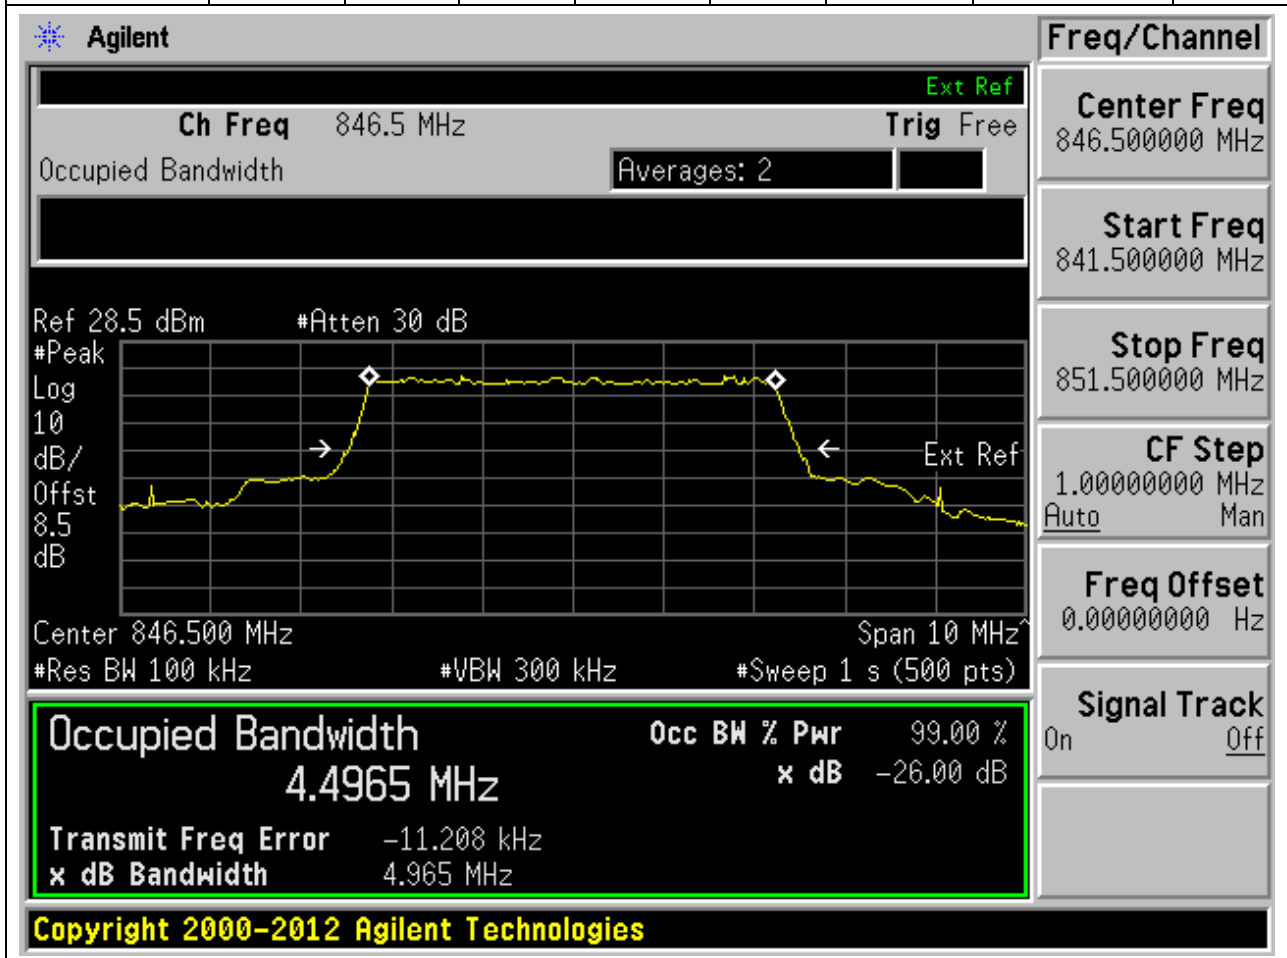 Agilent
Freq/Channel
Ext Ref
Ch Freq 846.5 MHz Trig Free
Occupied Bandwidth Averages: 2
Ref 28.5 dBm #Atten 30 dB
#Peak
Log
10
dB/
Offst
8.5
dB
Ext Ref
Center 846.500 MHz Span 10 MHz^
#Res BW 100 kHz #VBW 300 kHz #Sweep 1 s (500 pts)
Occupied Bandwidth
4.4965 MHz
Occ BW % Pwr 99.00 %
x dB -26.00 dB
Transmit Freq Error -11.208 kHz
x dB Bandwidth 4.965 MHz
Copyright 2000-2012 Agilent Technologies
Center Freq
846.500000 MHz
Start Freq
841.500000 MHz
Stop Freq
851.500000 MHz
CF Step
1.00000000 MHz
Auto Man
Freq Offset
0.00000000 Hz
Signal Track
On Off